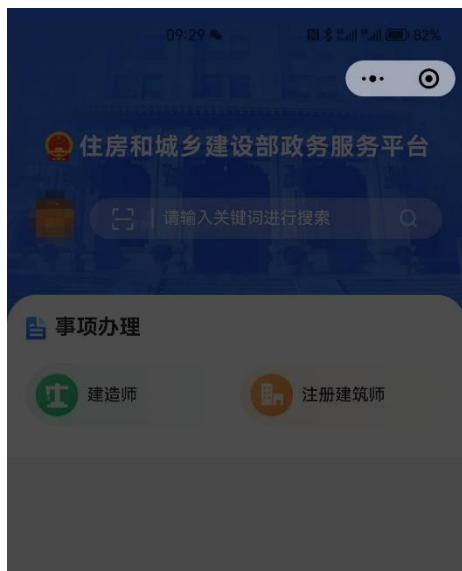 09:29 82%
住房和城乡建设部政务服务平台
请输入关键词进行搜索
事项办理
建造师 注册建筑师